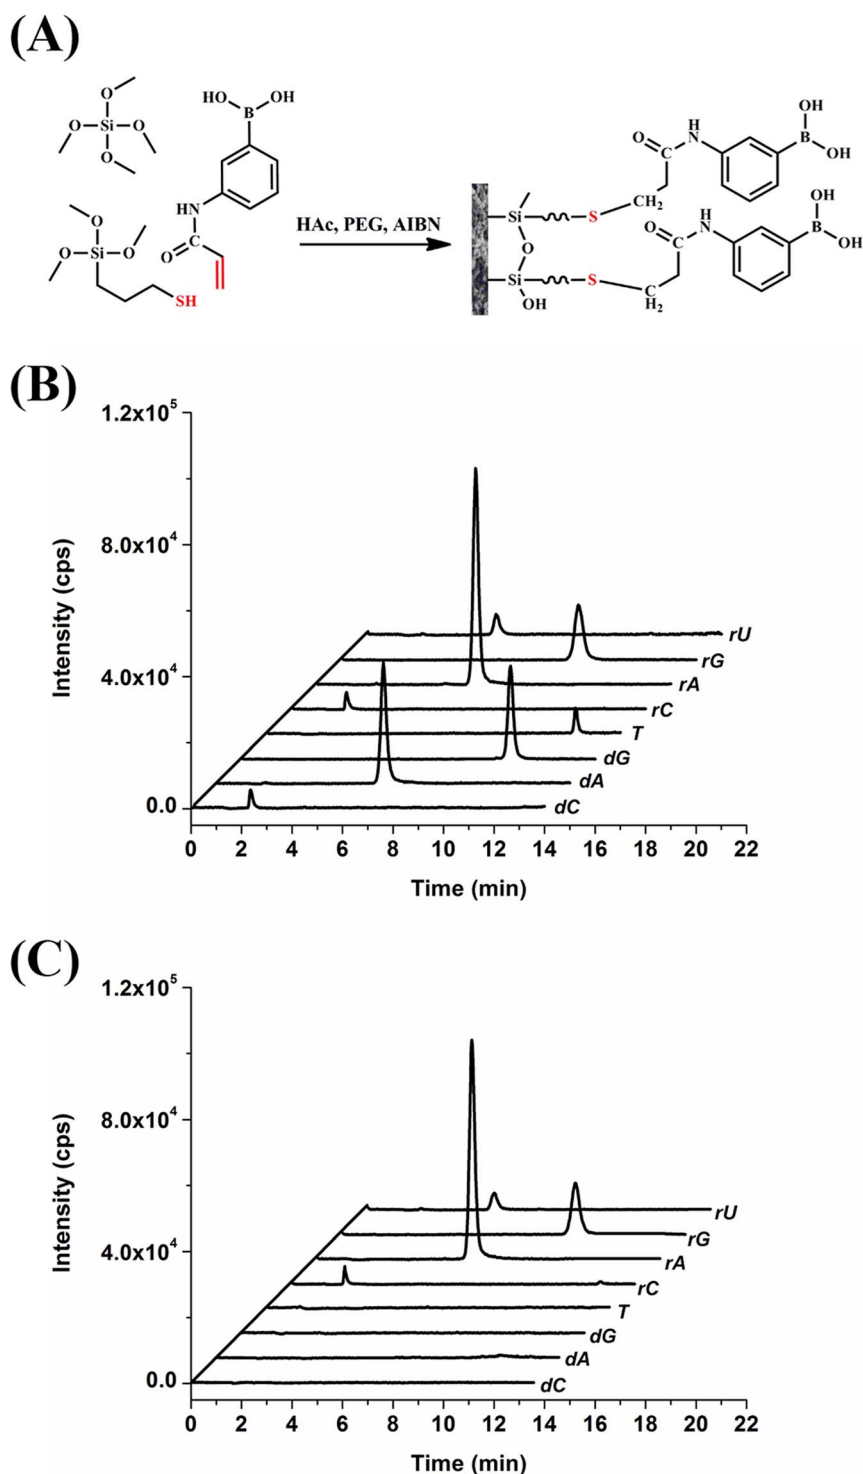 (A)
O
Si
O
O
O
HO
B
OH
HN
C
O
O
Si
O
O
SH
HAc, PEG, AIBN
Si
O
Si
OH
S
S
C
H2
C
H2
O
C
H
N
O
C
H
N
OH
B
OH
OH
B
OH
(B)
1.2x10^5
8.0x10^4
4.0x10^4
0.0
Intensity (cps)
rU
rG
rA
rC
T
dG
dA
dC
0 2 4 6 8 10 12 14 16 18 20 22
Time (min)
(C)
1.2x10^5
8.0x10^4
4.0x10^4
0.0
Intensity (cps)
rU
rG
rA
rC
T
dG
dA
dC
0 2 4 6 8 10 12 14 16 18 20 22
Time (min)